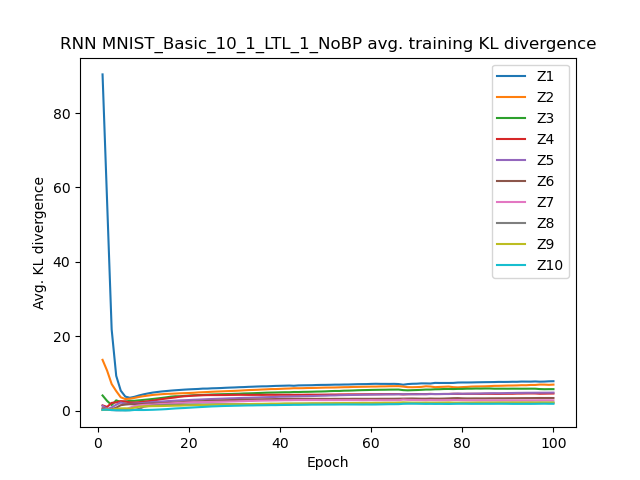 RNN MNIST_Basic_10_1_LTL_1_NoBP avg. training KL divergence
Avg. KL divergence
80
60
40
20
0
0 20 40 60 80 100
Epoch
Z1
Z2
Z3
Z4
Z5
Z6
Z7
Z8
Z9
Z10